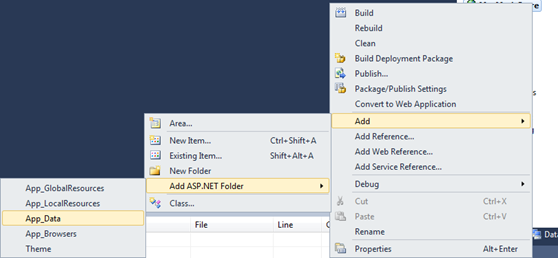 Build
Rebuild
Clean
Build Deployment Package
Publish...
Package/Publish Settings
Convert to Web Application
Add
Add Reference...
Add Web Reference...
Add Service Reference...
Debug
Cut Ctrl+X
Paste Ctrl+V
Rename
Properties Alt+Enter
Area...
New Item... Ctrl+Shift+A
Existing Item... Shift+Alt+A
New Folder
Add ASP.NET Folder
Class...
App_GlobalResources
App_LocalResources
App_Data
App_Browsers
Theme
File Line